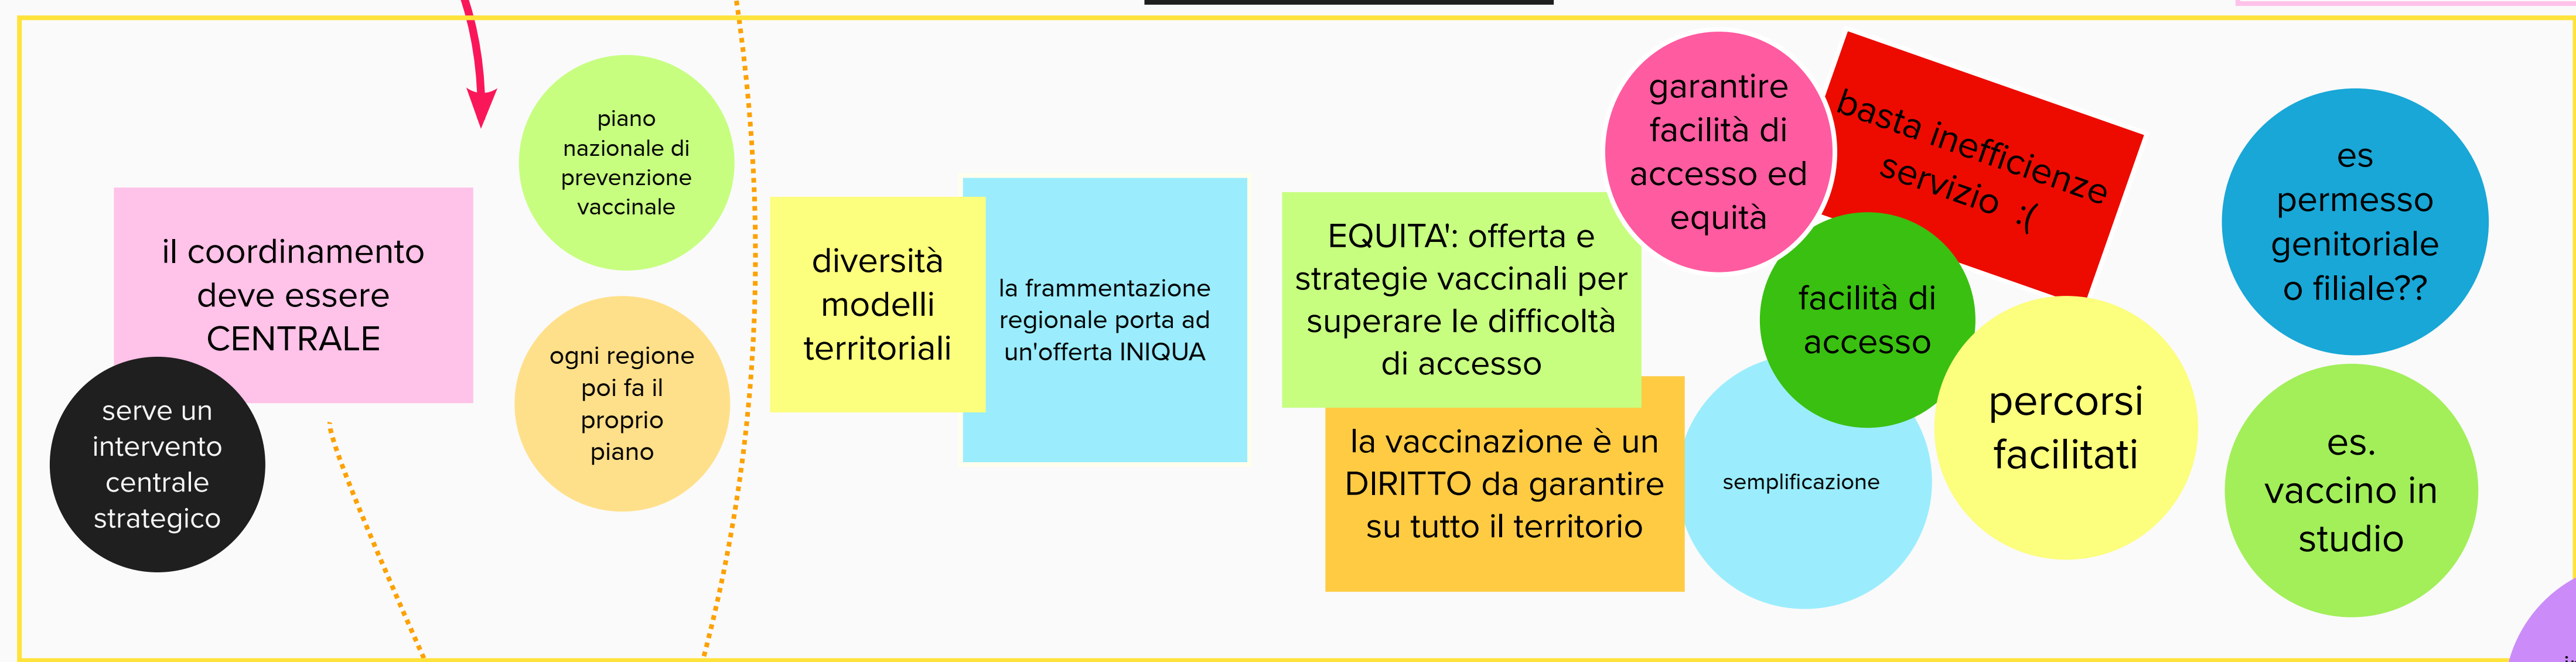 il coordinamento
deve essere
CENTRALE
serve un
intervento
centrale
strategico
piano
nazionale di
prevenzione
vaccinale
ogni regione
poi fa il
proprio
piano
diversità
modelli
territoriali
la frammentazione
regionale porta ad
un'offerta INIQUA
EQUITA': offerta e
strategie vaccinali per
superare le difficoltà
di accesso
la vaccinazione è un
DIRITTO da garantire
su tutto il territorio
garantire
facilità di
accesso ed
equità
basta inefficienze
servizio :(
facilità di
accesso
semplificazione
percorsi
facilitati
es
permesso
genitoriale
o filiale??
es.
vaccino in
studio